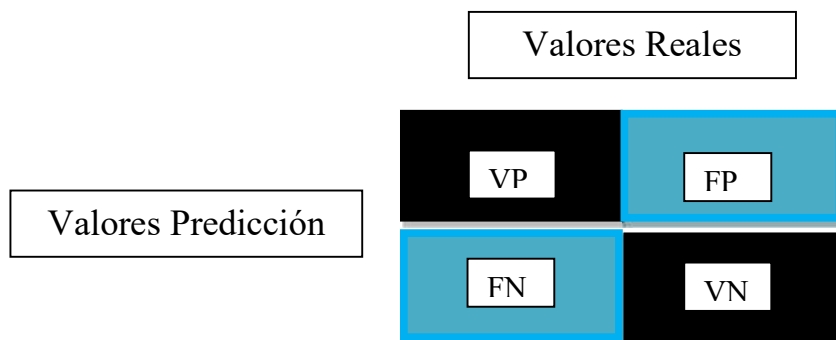 Valores Reales
VP
FP
Valores Predicción
FN
VN